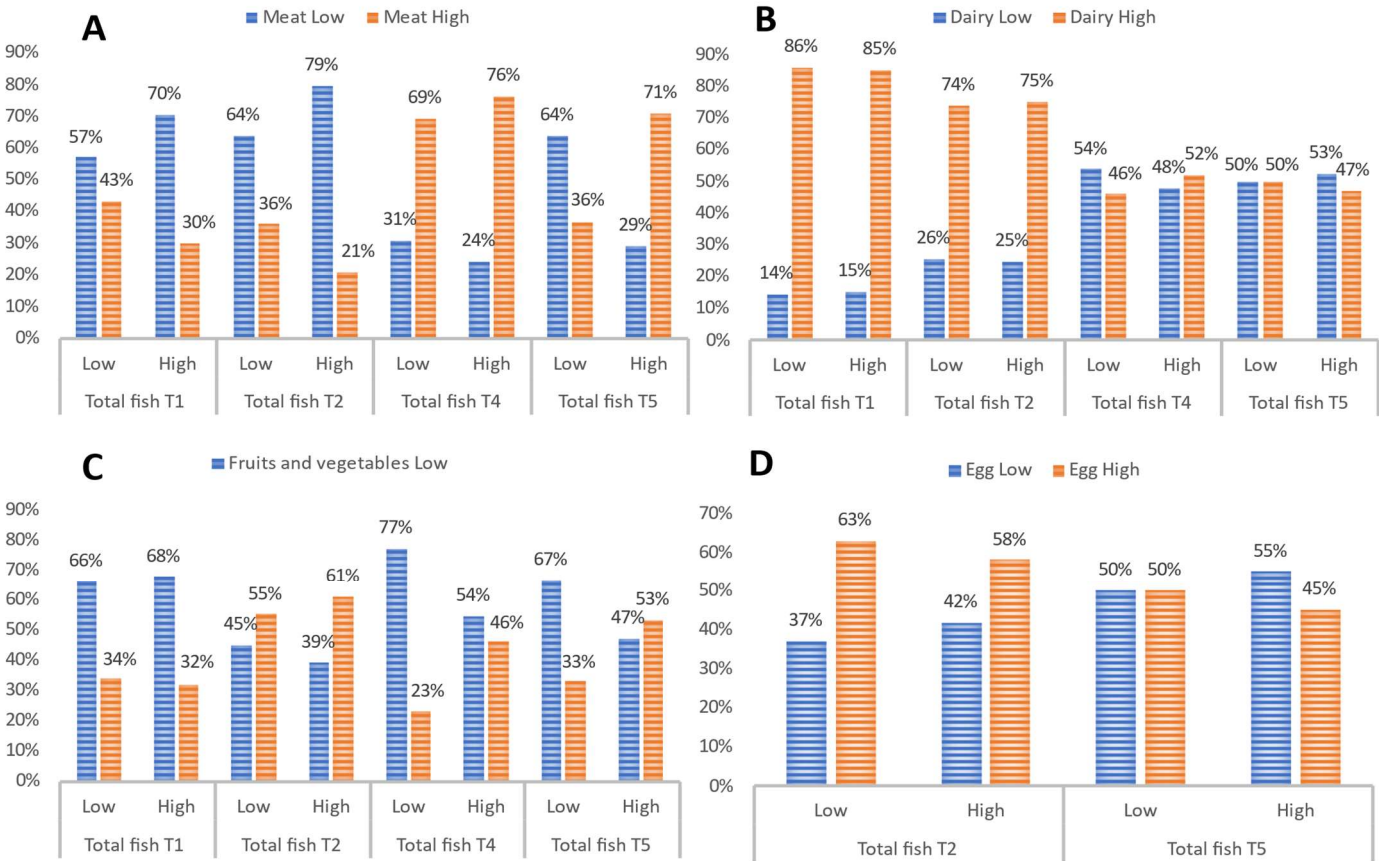 A
Meat Low Meat High
90%
80%
70%
60%
50%
40%
30%
20%
10%
0%
57% 43% 70% 30% 64% 36% 79% 21% 31% 69% 24% 76% 64% 36% 29% 71%
Low High Low High Low High Low High
Total fish T1 Total fish T2 Total fish T4 Total fish T5
B
Dairy Low Dairy High
90%
80%
70%
60%
50%
40%
30%
20%
10%
0%
14% 86% 15% 85% 26% 74% 25% 75% 54% 46% 48% 52% 50% 50% 53% 47%
Low High Low High Low High Low High
Total fish T1 Total fish T2 Total fish T4 Total fish T5
C
Fruits and vegetables Low
90%
80%
70%
60%
50%
40%
30%
20%
10%
0%
66% 34% 68% 32% 45% 55% 39% 61% 77% 23% 54% 46% 67% 33% 47% 53%
Low High Low High Low High Low High
Total fish T1 Total fish T2 Total fish T4 Total fish T5
D
Egg Low Egg High
70%
60%
50%
40%
30%
20%
10%
0%
37% 63% 42% 58% 50% 50% 55% 45%
Low High Low High
Total fish T2 Total fish T5